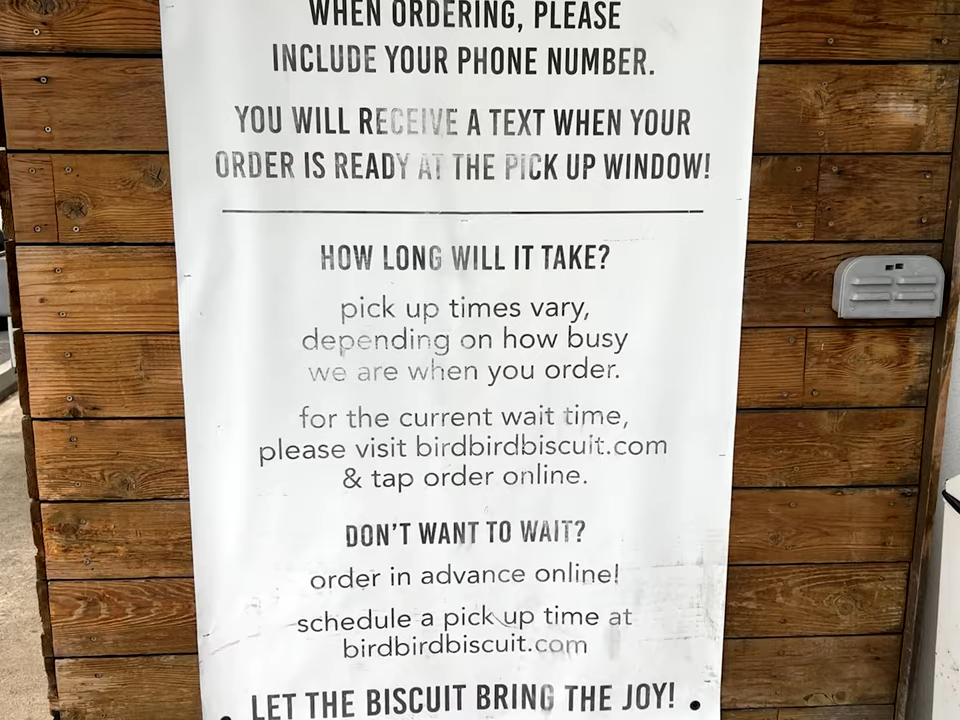 WHEN ORDERING, PLEASE
INCLUDE YOUR PHONE NUMBER.
YOU WILL RECEIVE A TEXT WHEN YOUR
ORDER IS READY AT THE PICK UP WINDOW!
HOW LONG WILL IT TAKE?
pick up times vary,
depending on how busy
we are when you order.
for the current wait time,
please visit birdbirdbiscuit.com
& tap order online.
DON'T WANT TO WAIT?
order in advance online!
schedule a pick up time at
birdbirdbiscuit.com
LET THE BISCUIT BRING THE JOY!